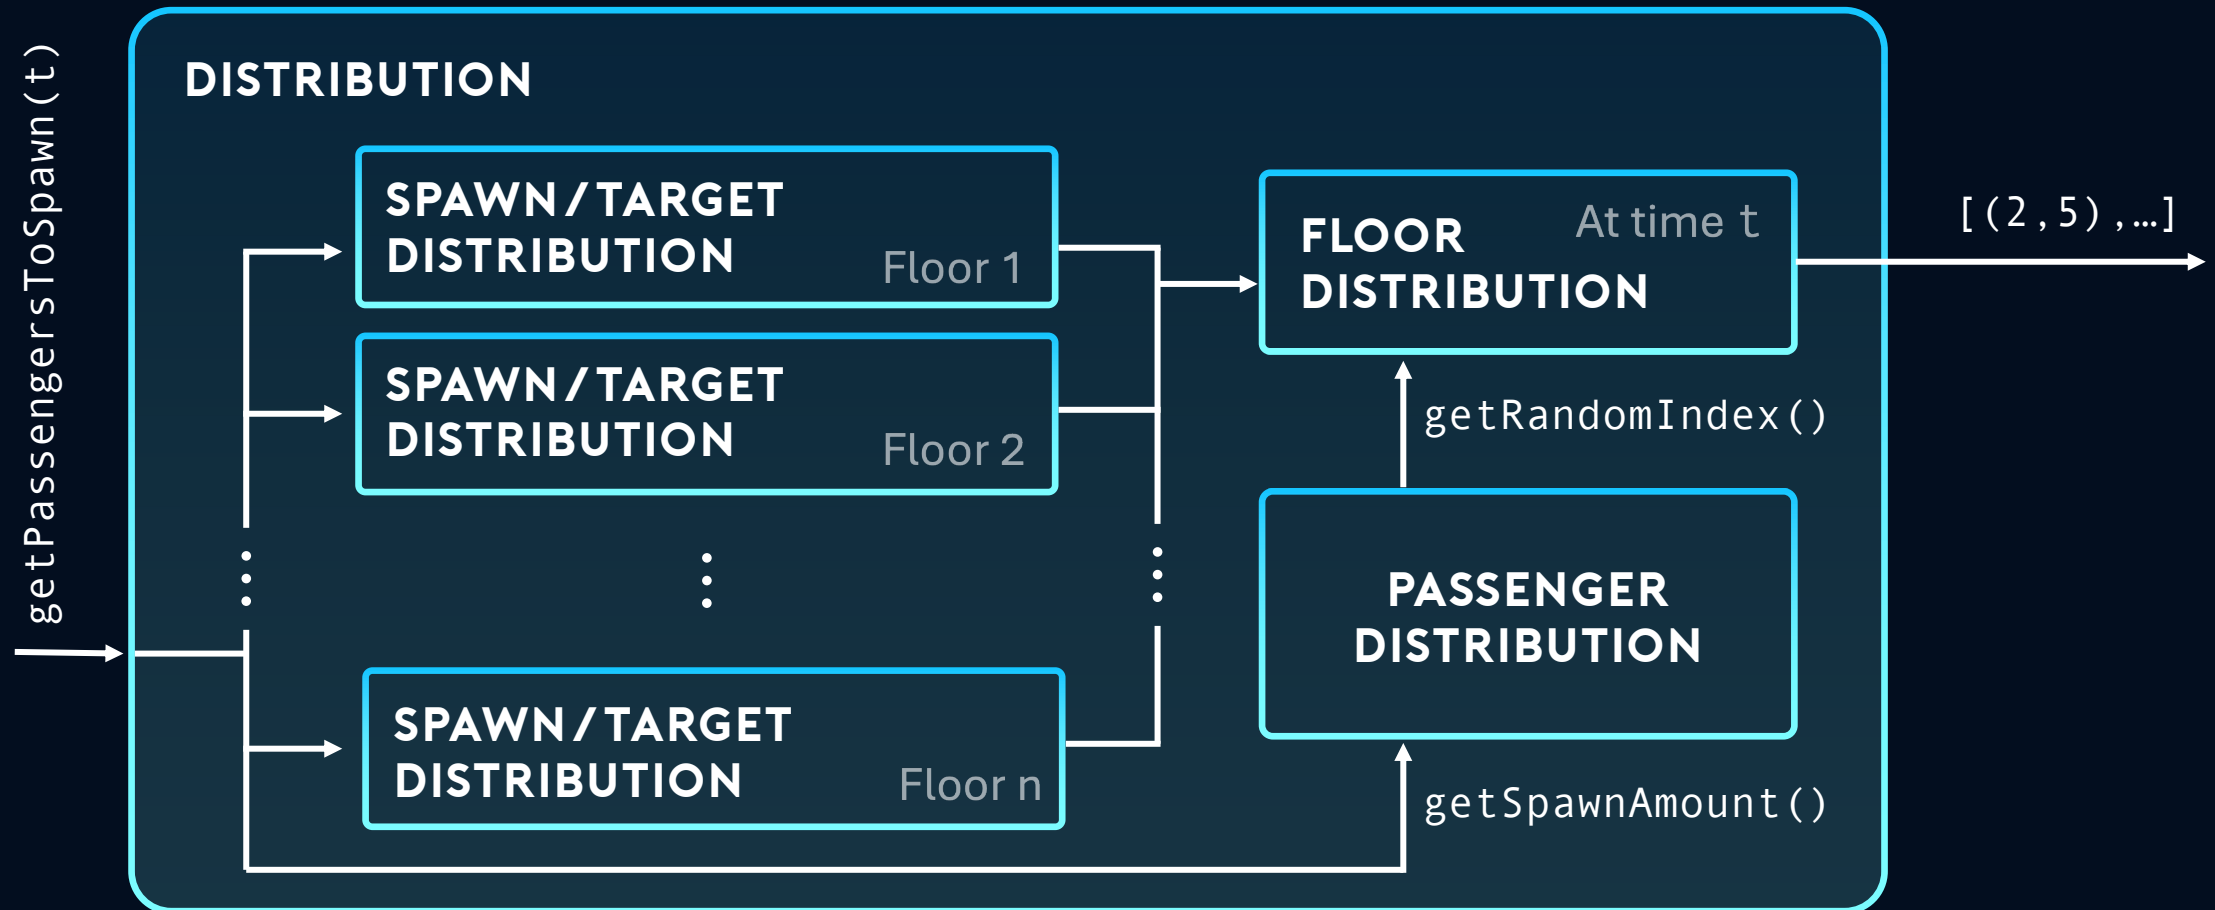 getPassengersToSpawn(t)
DISTRIBUTION
SPAWN/TARGET
DISTRIBUTION
Floor 1
SPAWN/TARGET
DISTRIBUTION
Floor 2
SPAWN/TARGET
DISTRIBUTION
Floor n
FLOOR
DISTRIBUTION
At time t
getRandomIndex()
PASSENGER
DISTRIBUTION
getSpawnAmount()
[(2,5),…]